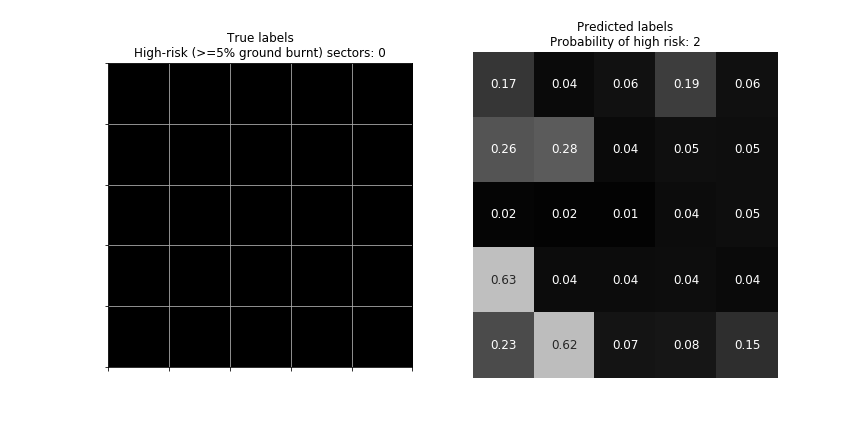 True labels
High-risk (>=5% ground burnt) sectors: 0
Predicted labels
Probability of high risk: 2
0.17 0.04 0.06 0.19 0.06
0.26 0.28 0.04 0.05 0.05
0.02 0.02 0.01 0.04 0.05
0.63 0.04 0.04 0.04 0.04
0.23 0.62 0.07 0.08 0.15